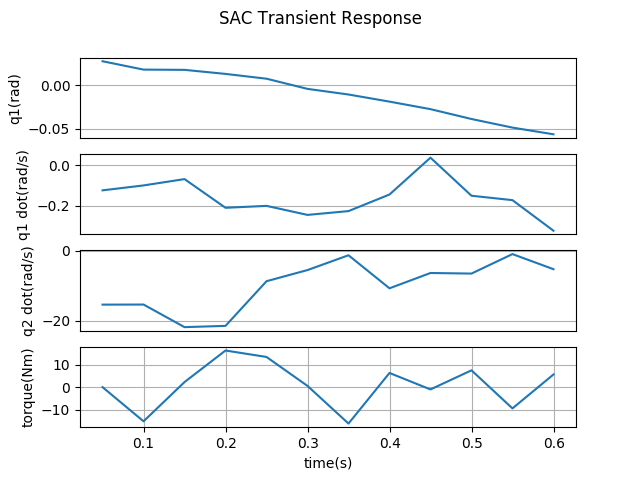 SAC Transient Response
q1(rad)
0.00
−0.05
q1 dot(rad/s)
0.0
−0.2
q2 dot(rad/s)
0
−20
torque(Nm)
10
0
−10
0.1 0.2 0.3 0.4 0.5 0.6
time(s)